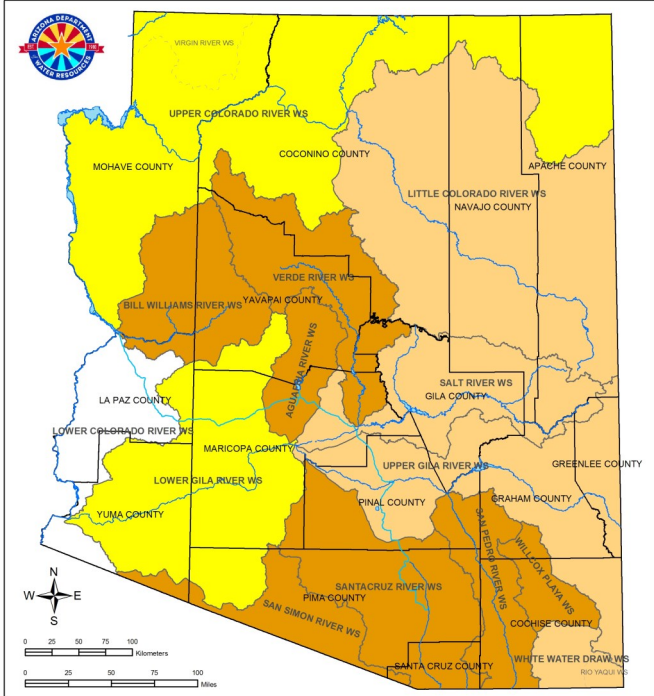 ARIZONA DEPARTMENT
EST. 1980
of
WATER RESOURCES
VIRGIN RIVER WS
UPPER COLORADO RIVER WS
COCONINO COUNTY
MOHAVE COUNTY
APACHE COUNTY
LITTLE COLORADO RIVER WS
NAVAJO COUNTY
VERDE RIVER WS
YAVAPAI COUNTY
BILL WILLIAMS RIVER WS
AGUA FRIA RIVER WS
SALT RIVER WS
GILA COUNTY
LA PAZ COUNTY
LOWER COLORADO RIVER WS
MARICOPA COUNTY
UPPER GILA RIVER WS
GREENLEE COUNTY
LOWER GILA RIVER WS
PINAL COUNTY
GRAHAM COUNTY
YUMA COUNTY
SAN PEDRO RIVER WS
WILLCOX PLAYA WS
SANTACRUZ RIVER WS
PIMA COUNTY
SAN SIMON RIVER WS
COCHISE COUNTY
WHITE WATER DRAW WS
SANTA CRUZ COUNTY
RIO YAQUI WS
N
W E
S
0 25 50 75 100
Kilometers
0 25 50 75 100
Miles